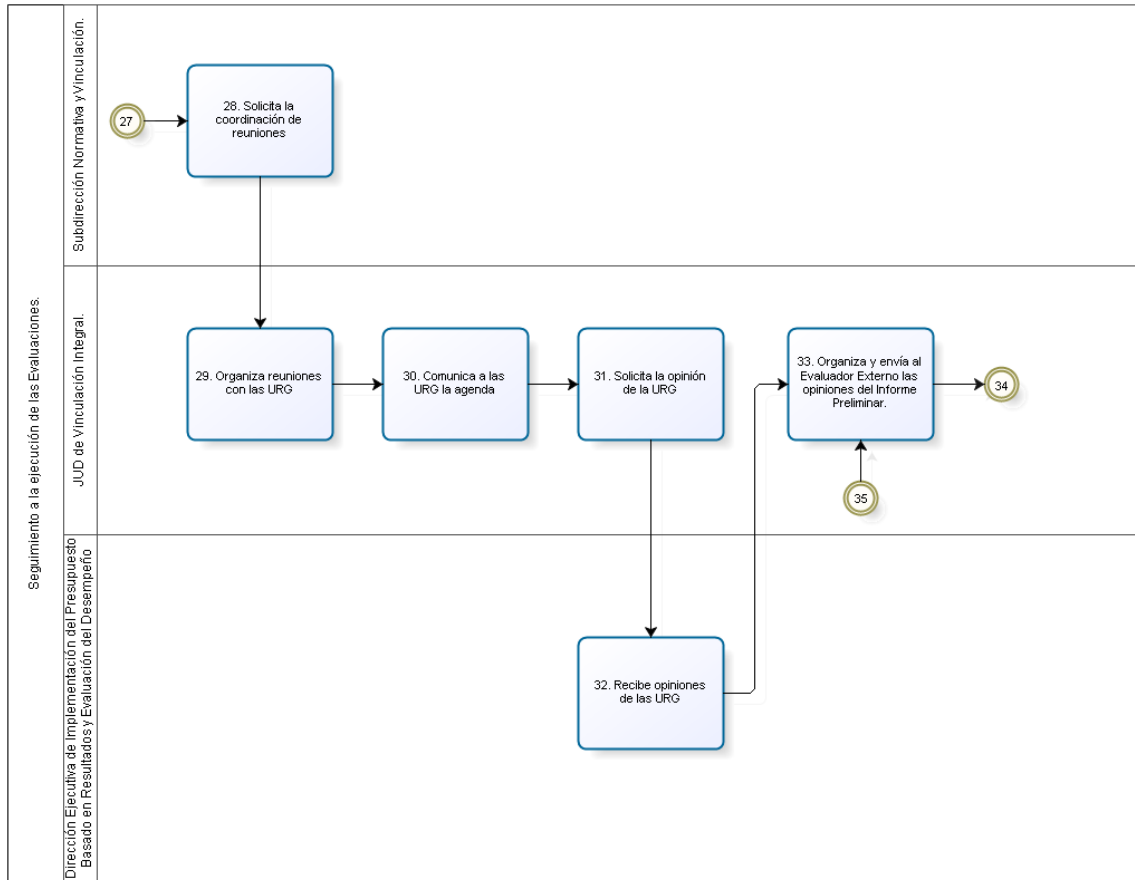 Seguimiento a la ejecución de las Evaluaciones.
Subdirección Normativa y Vinculación.
27
28. Solicita la
coordinación de
reuniones
JUD de Vinculación Integral.
29. Organiza reuniones
con las URG
30. Comunica a las
URG la agenda
31. Solicita la opinión
de la URG
33. Organiza y envía al
Evaluador Externo las
opiniones del Informe
Preliminar.
34
35
Dirección Ejecutiva de Implementación del Presupuesto
Basado en Resultados y Evaluación del Desempeño
32. Recibe opiniones
de las URG